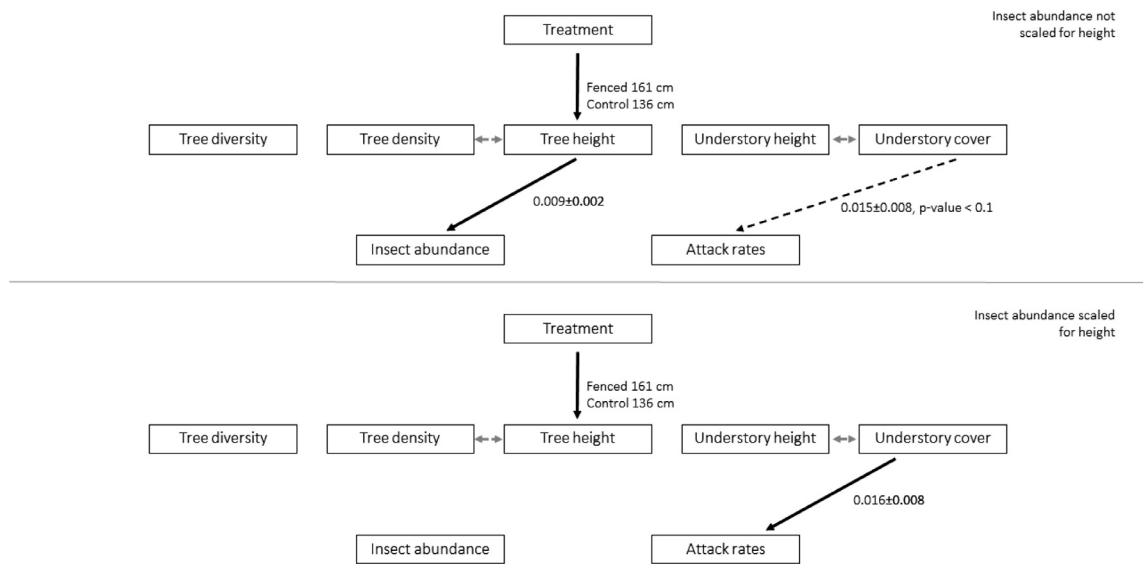 Insect abundance not
scaled for height
Treatment
Fenced 161 cm
Control 136 cm
Tree diversity
Tree density
Tree height
Understory height
Understory cover
0.009±0.002
0.015±0.008, p-value < 0.1
Insect abundance
Attack rates
Insect abundance scaled
for height
Treatment
Fenced 161 cm
Control 136 cm
Tree diversity
Tree density
Tree height
Understory height
Understory cover
0.016±0.008
Insect abundance
Attack rates